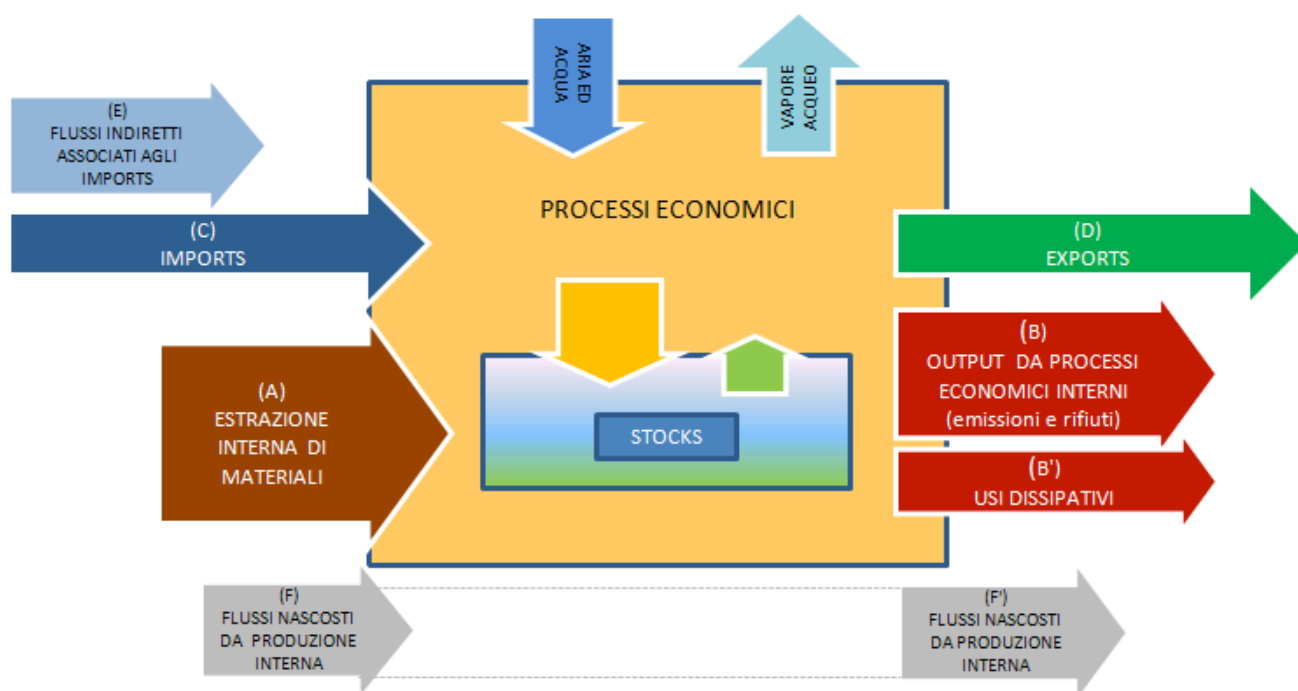 ARIA ED
ACQUA
VAPORE
ACQUEO
(E)
FLUSSI INDIRETTI
ASSOCIATI AGLI
IMPORTS
PROCESSI ECONOMICI
(C)
IMPORTS
(D)
EXPORTS
(A)
ESTRAZIONE
INTERNA DI
MATERIALI
(B)
OUTPUT DA PROCESSI
ECONOMICI INTERNI
(emissioni e rifiuti)
STOCKS
(B')
USI DISSIPATIVI
(F)
FLUSSI NASCOSTI
DA PRODUZIONE
INTERNA
(F')
FLUSSI NASCOSTI
DA PRODUZIONE
INTERNA